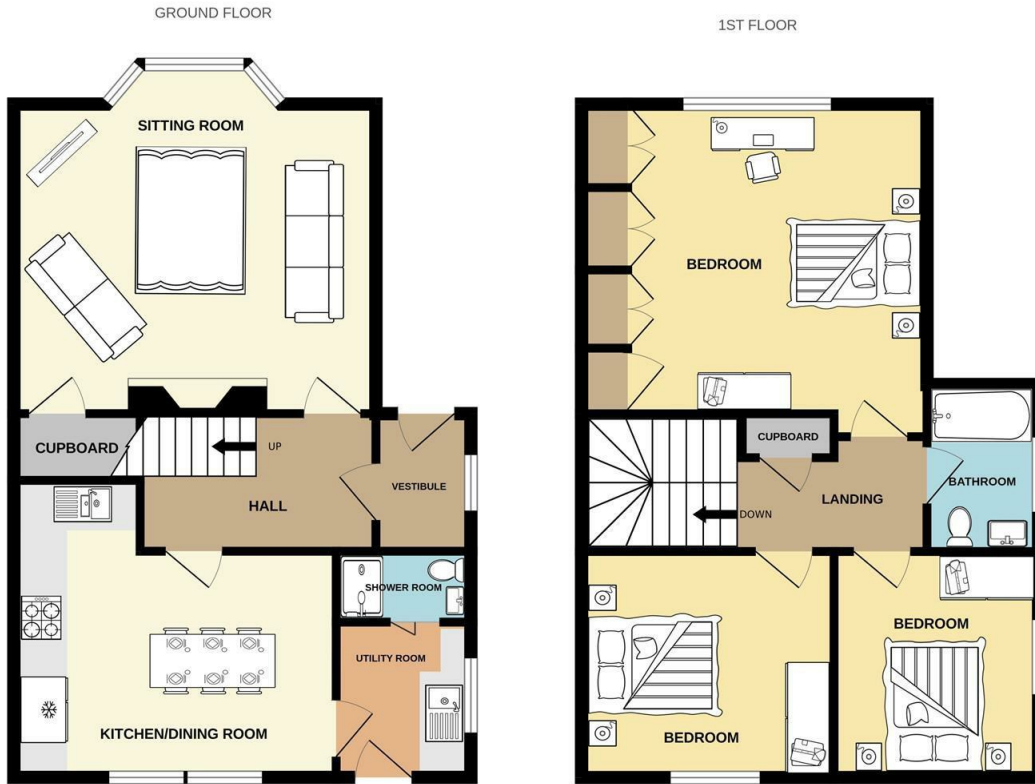 GROUND FLOOR
SITTING ROOM
CUPBOARD
UP
HALL
VESTIBULE
SHOWER ROOM
UTILITY ROOM
KITCHEN/DINING ROOM
1ST FLOOR
BEDROOM
CUPBOARD
LANDING
BATHROOM
DOWN
BEDROOM
BEDROOM